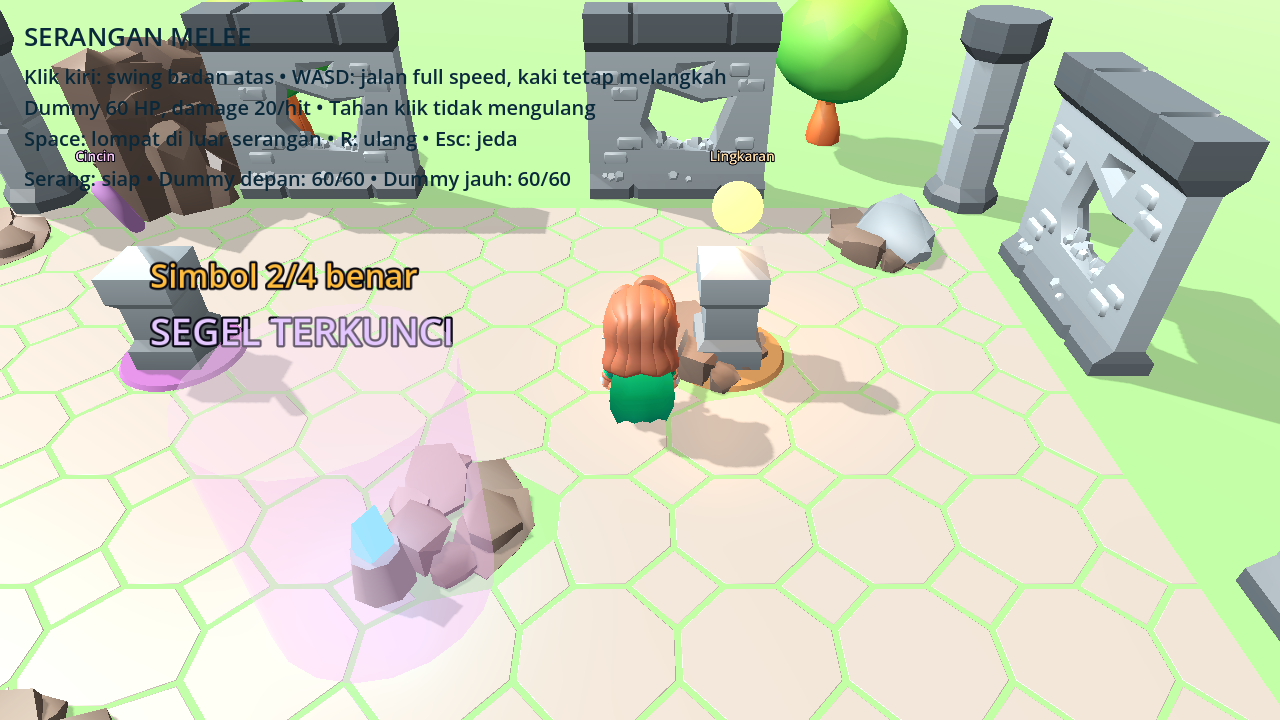 SERANGAN MELEE
Klik kiri: swing badan atas • WASD: jalan full speed, kaki tetap melangkah
Dummy 60 HP, damage 20/hit • Tahan klik tidak mengulang
Space: lompat di luar serangan • R: ulang • Esc: jeda
Cincin
Lingkaran
Serang: siap • Dummy depan: 60/60 • Dummy jauh: 60/60
Simbol 2/4 benar
SEGEL TERKUNCI